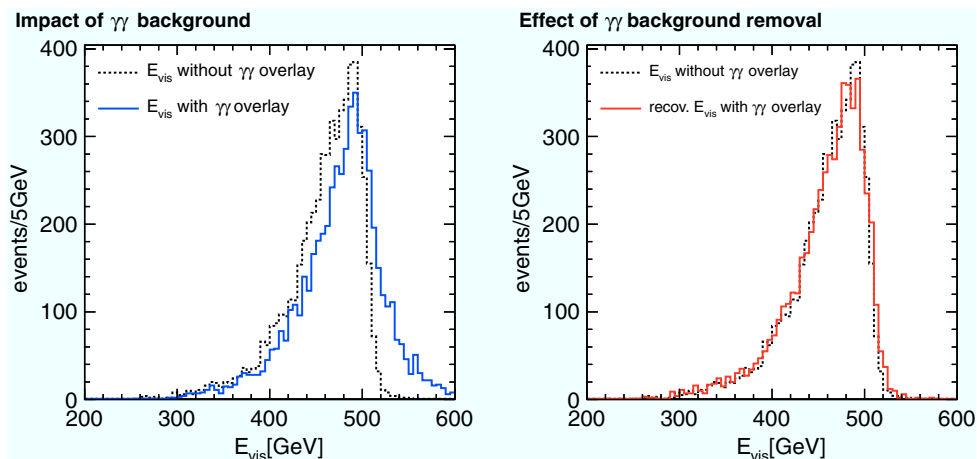 Impact of γγ background
400
300
200
100
0
events/5GeV
E_vis without γγ overlay
E_vis with γγ overlay
200 300 400 500 600
E_vis[GeV]
Effect of γγ background removal
400
300
200
100
0
events/5GeV
E_vis without γγ overlay
recov. E_vis with γγ overlay
200 300 400 500 600
E_vis[GeV]